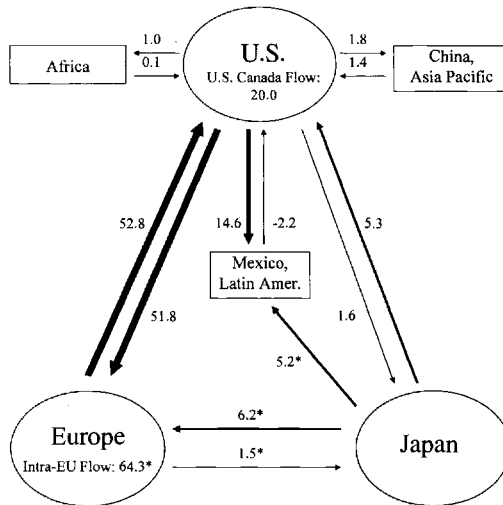 1.0
U.S.
1.8
Africa
0.1
U.S. Canada Flow:
20.0
1.4
China,
Asia Pacific
52.8
14.6
-2.2
5.3
Mexico,
Latin Amer.
51.8
1.6
5.2*
Europe
Intra-EU Flow: 64.3*
6.2*
1.5*
Japan